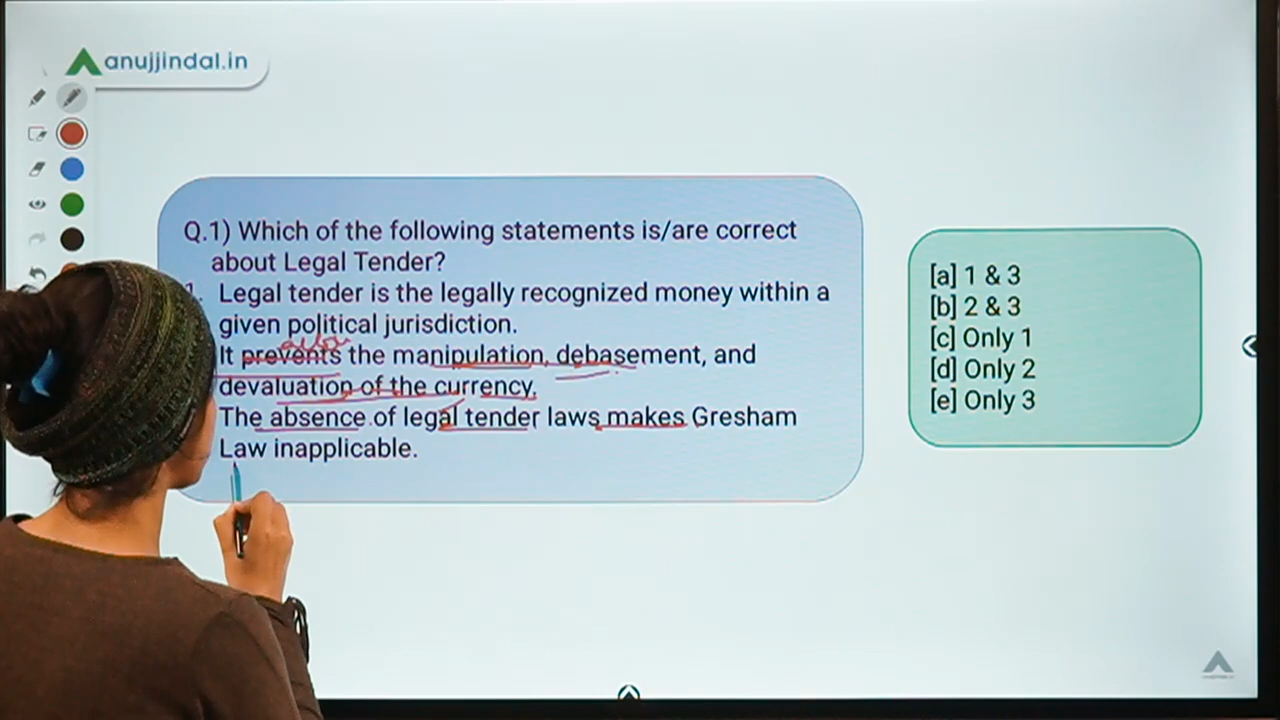 anujjindal.in
Q.1) Which of the following statements is/are correct
about Legal Tender?
1. Legal tender is the legally recognized money within a
given political jurisdiction.
allow
It prevents the manipulation, debasement, and
devaluation of the currency.
The absence of legal tender laws makes Gresham
Law inapplicable.
[a] 1 & 3
[b] 2 & 3
[c] Only 1
[d] Only 2
[e] Only 3